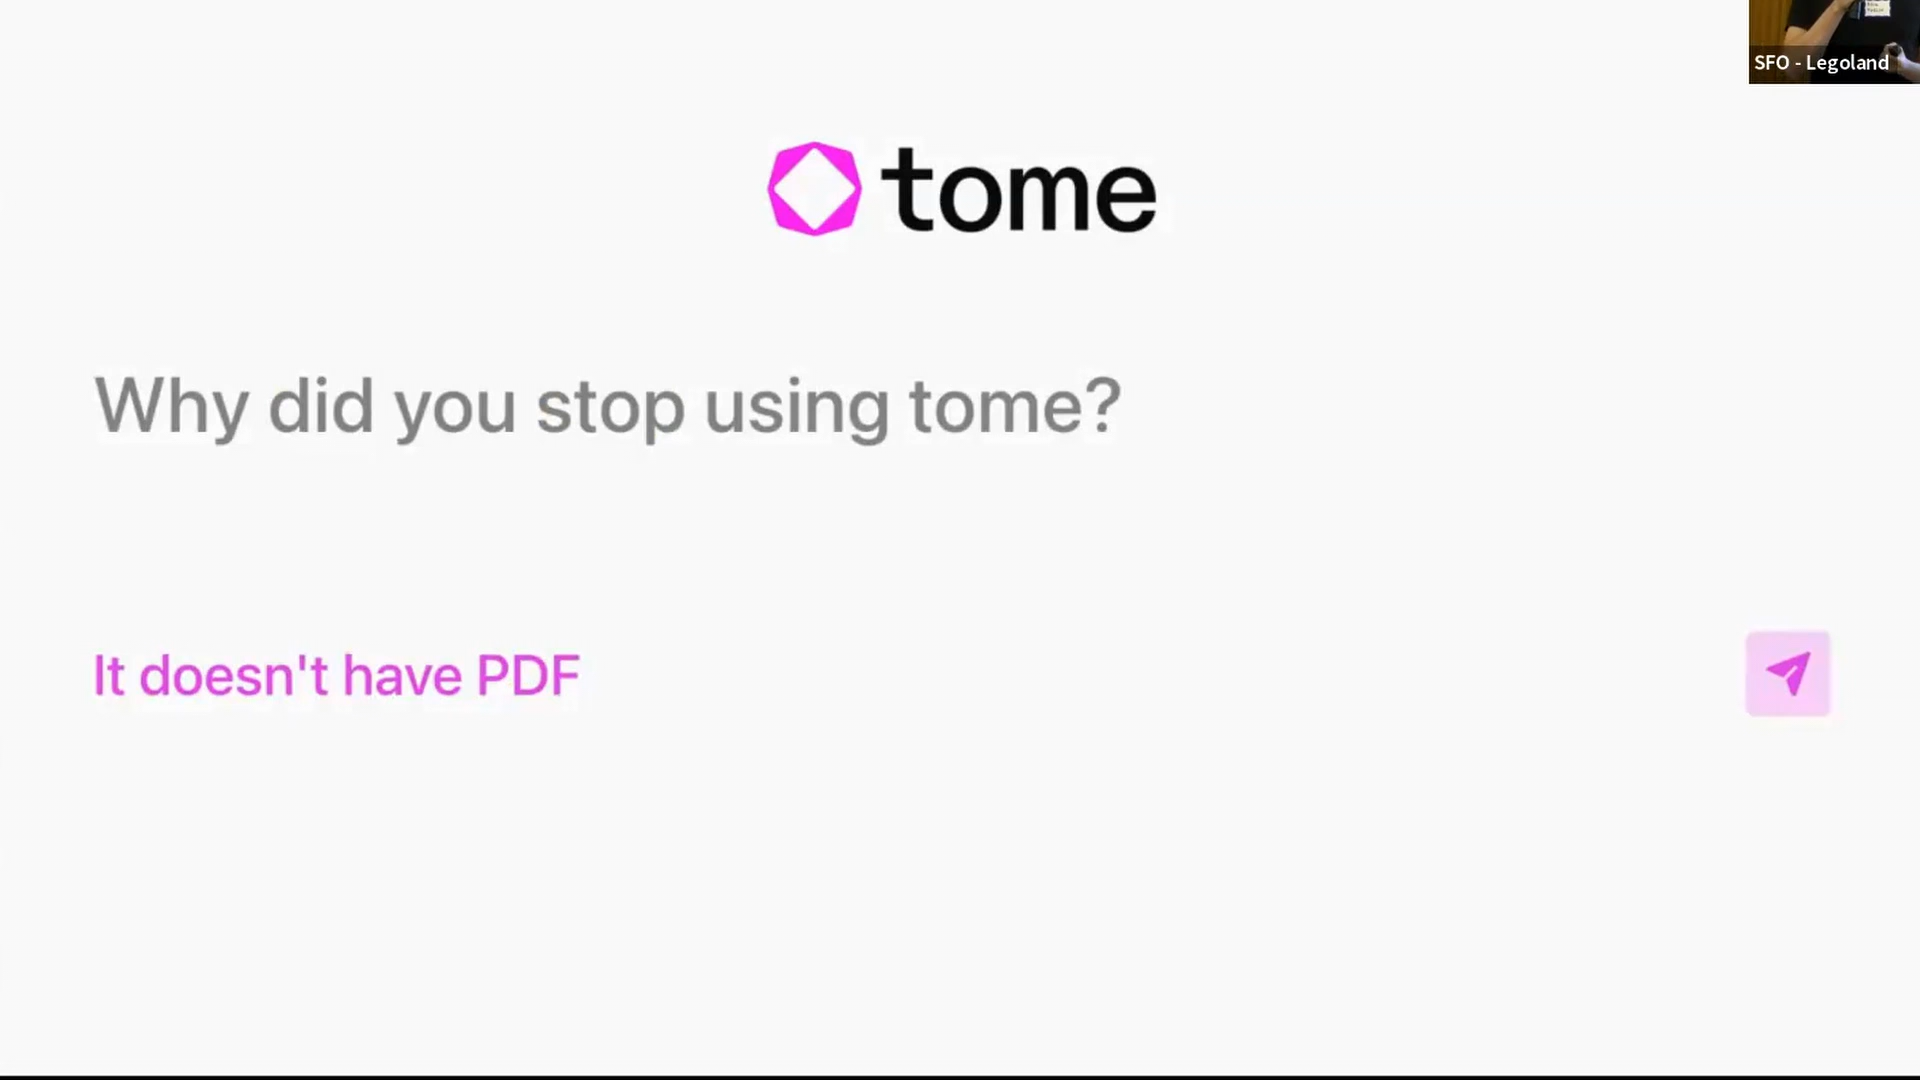 SFO - Legoland
tome
Why did you stop using tome?
It doesn't have PDF